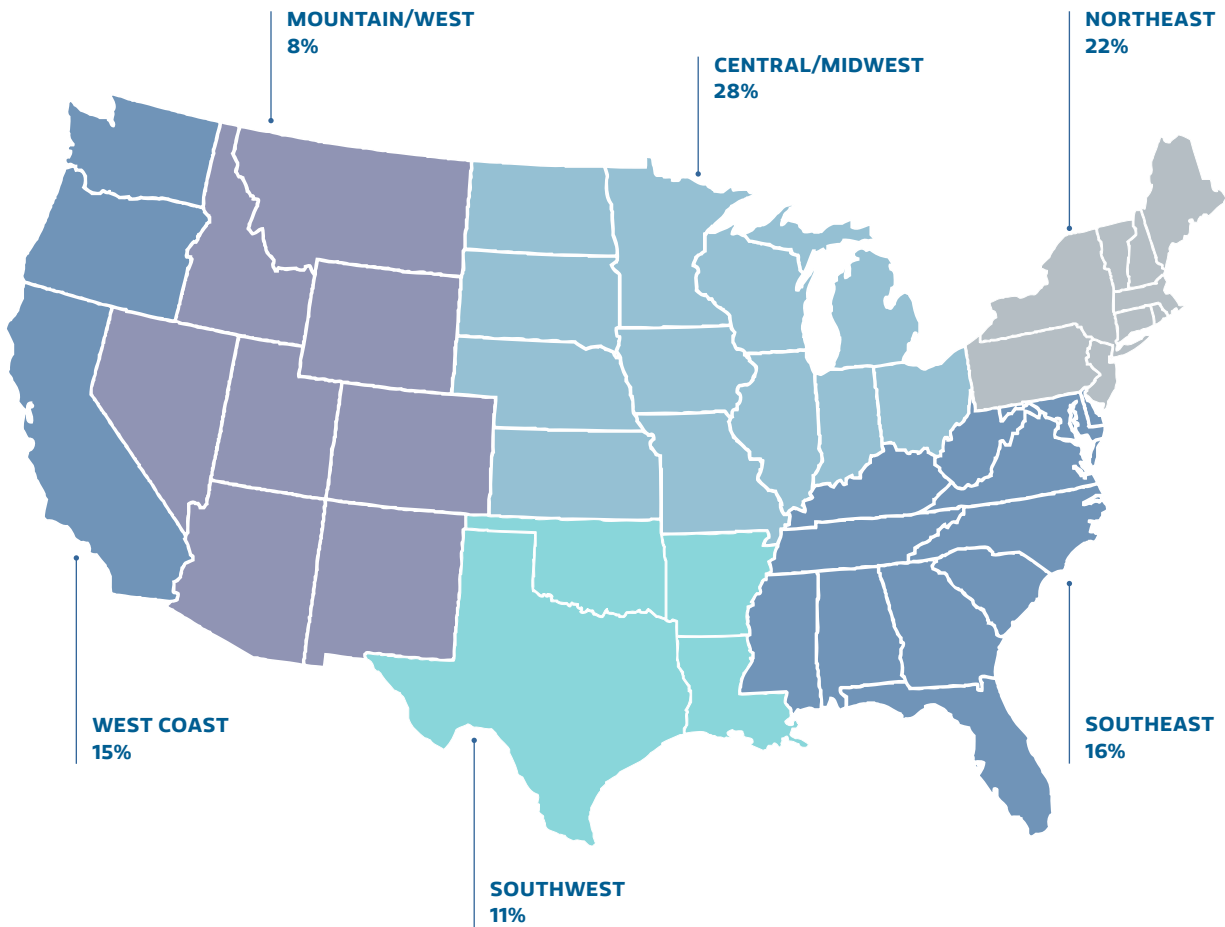 MOUNTAIN/WEST
8%
CENTRAL/MIDWEST
28%
NORTHEAST
22%
WEST COAST
15%
SOUTHEAST
16%
SOUTHWEST
11%